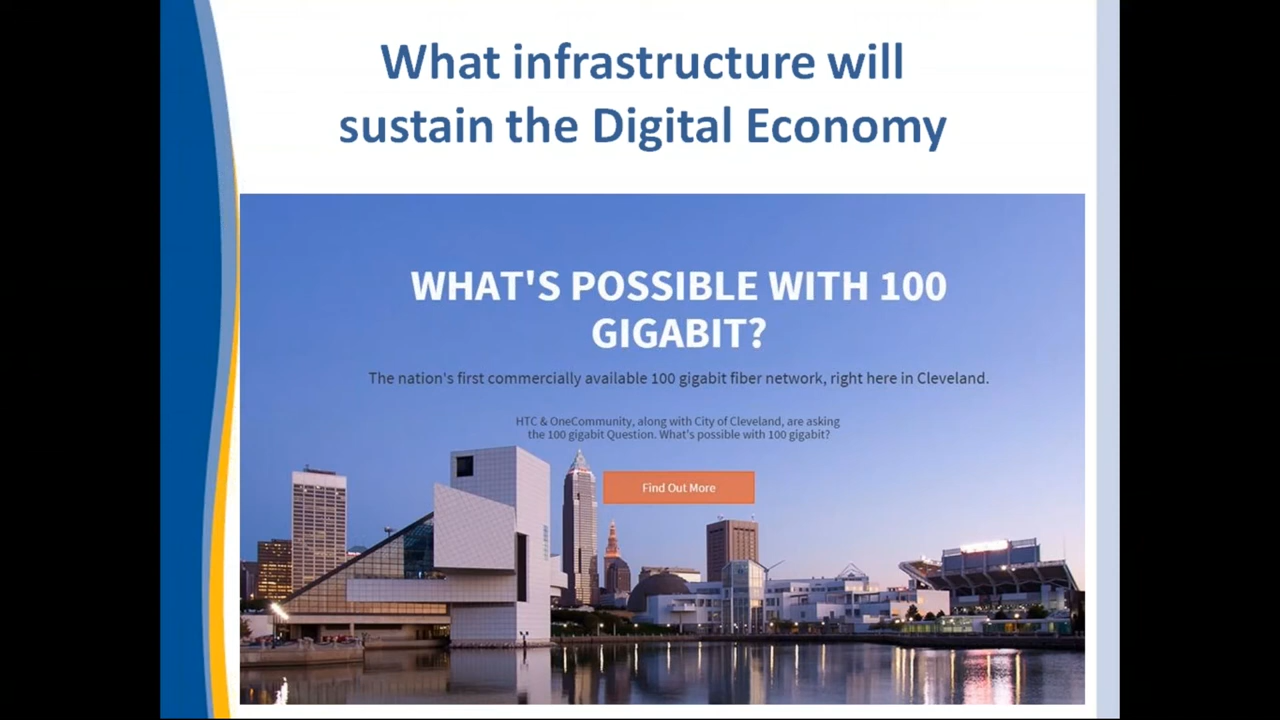 What infrastructure will
sustain the Digital Economy
WHAT'S POSSIBLE WITH 100
GIGABIT?
The nation's first commercially available 100 gigabit fiber network, right here in Cleveland.
HTC & OneCommunity, along with City of Cleveland, are asking
the 100 gigabit Question. What's possible with 100 gigabit?
Find Out More